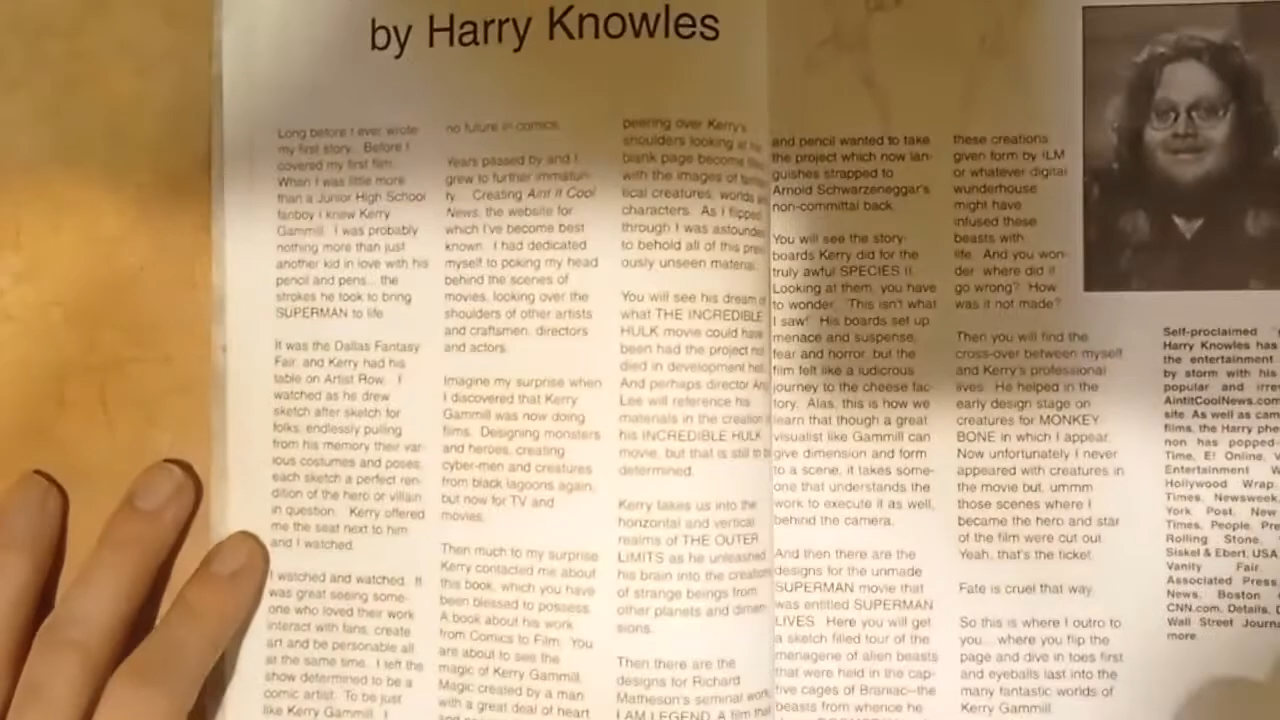 by Harry Knowles
Long before I ever wrote
my first story. Before I
covered my first film.
When I was little more
than a Junior High School
fanboy I knew Kerry
Gammill. I was probably
nothing more than just
another kid in love with his
pencil and pens... the
strokes he took to bring
SUPERMAN to life.
It was the Dallas Fantasy
Fair, and Kerry had his
table on Artist Row. I
watched as he drew
sketch after sketch for
folks, endlessly pulling
from his memory their var-
ious costumes and poses,
each sketch a perfect ren-
dition of the hero or villain
in question. Kerry offered
me the seat next to him
and I watched.
I watched and watched. It
was great seeing some-
one who loved their work
interact with fans, create
art and be personable all
at the same time. I left the
show determined to be a
comic artist. To be just
like Kerry Gammill. I
no future in comics.
Years passed by and I
grew to further immaturi-
ty. Creating Ain't It Cool
News, the website for
which I've become best
known. I had dedicated
myself to poking my head
behind the scenes of
movies, looking over the
shoulders of other artists
and craftsmen, directors
and actors.
Imagine my surprise when
I discovered that Kerry
Gammill was now doing
films. Designing monsters
and heroes, creating
cyber-men and creatures
from black lagoons again,
but now for TV and
movies.
Then much to my surprise
Kerry contacted me about
this book, which you have
been blessed to possess.
A book about his work
from Comics to Film. You
are about to see the
magic of Kerry Gammill.
Magic created by a man
with a great deal of heart
peering over Kerry's
shoulders looking at
blank page become
with the images of
tical creatures, worlds
characters. As I flipped
through I was
to behold all of this
ously unseen material.
You will see his dream of
what THE INCREDIBLE
HULK movie could have
been had the project
died in development
And perhaps director
Lee will reference his
materials in the creation
his INCREDIBLE HULK
movie, but that is still
determined.
Kerry takes us into the
horizontal and vertical
realms of THE OUTER
LIMITS as he unleashed
his brain into the
of strange beings from
other planets and dimen-
sions.
Then there are the
designs for Richard
Matheson's seminal work
I AM LEGEND. A film that
and pencil wanted to take
the project which now lan-
guishes strapped to
Arnold Schwarzeneggar's
non-committal back.
You will see the story-
boards Kerry did for the
truly awful SPECIES II.
Looking at them, you have
to wonder, "This isn't what
I saw!" His boards set up
menace and suspense,
fear and horror, but the
film felt like a ludicrous
journey to the cheese fac-
tory. Alas, this is how we
learn that though a great
visualist like Gammill can
give dimension and form
to a scene, it takes some-
one that understands the
work to execute it as well,
behind the camera.
And then there are the
designs for the unmade
SUPERMAN movie that
was entitled SUPERMAN
LIVES. Here you will get
a sketch filled tour of the
menagerie of alien beasts
that were held in the cap-
tive cages of Braniac--the
beasts from whence he
these creations
given form by ILM
or whatever digital
wunderhouse
might have
infused these
beasts with
life. And you won-
der, where did it
go wrong? How
was it not made?
Then you will find the
cross-over between myself
and Kerry's professional
lives. He helped in the
early design stage on
creatures for MONKEY
BONE in which I appear.
Now unfortunately I never
appeared with creatures in
the movie but, ummm
those scenes where I
became the hero and star
of the film were cut out.
Yeah, that's the ticket.
Fate is cruel that way.
So this is where I outro to
you...where you flip the
page and dive in toes first
and eyeballs last into the
many fantastic worlds of
Kerry Gammill.
Self-proclaimed
Harry Knowles has
the entertainment
by storm with his
popular and
AintitCoolNews.com
site. As well as
films, the Harry
non has popped
Time, E! Online,
Entertainment
Hollywood Wrap,
Times, Newsweek,
York Post, New
Times, People,
Rolling Stone,
Siskel & Ebert, USA
Vanity Fair,
Associated Press
News, Boston
CNN.com, Details,
Wall Street
more.